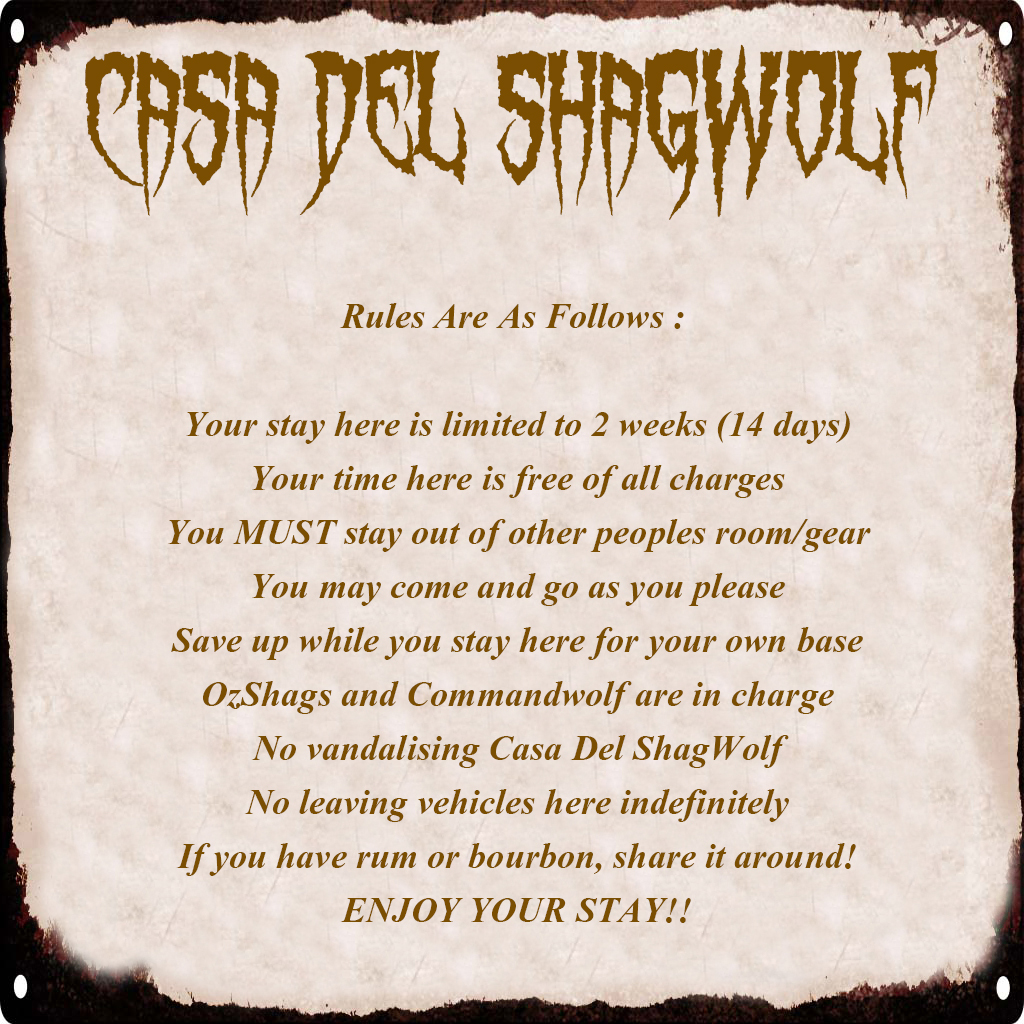 CASA DEL SHAGWOLF
Rules Are As Follows :
Your stay here is limited to 2 weeks (14 days)
Your time here is free of all charges
You MUST stay out of other peoples room/gear
You may come and go as you please
Save up while you stay here for your own base
OzShags and Commandwolf are in charge
No vandalising Casa Del ShagWolf
No leaving vehicles here indefinitely
If you have rum or bourbon, share it around!
ENJOY YOUR STAY!!